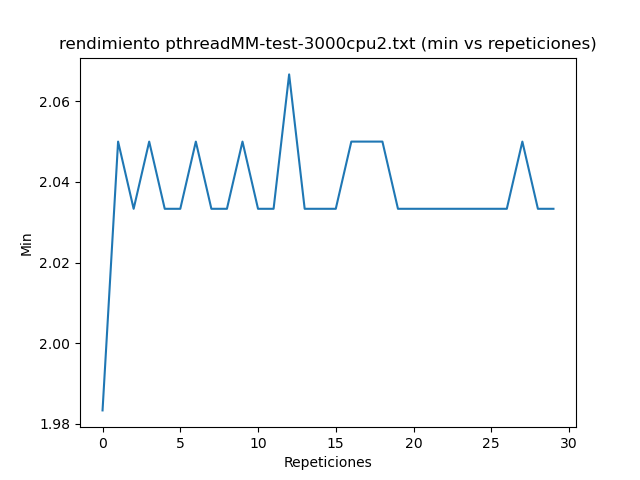 rendimiento pthreadMM-test-3000cpu2.txt (min vs repeticiones)
2.06
2.04
2.02
2.00
1.98
Min
0 5 10 15 20 25 30
Repeticiones